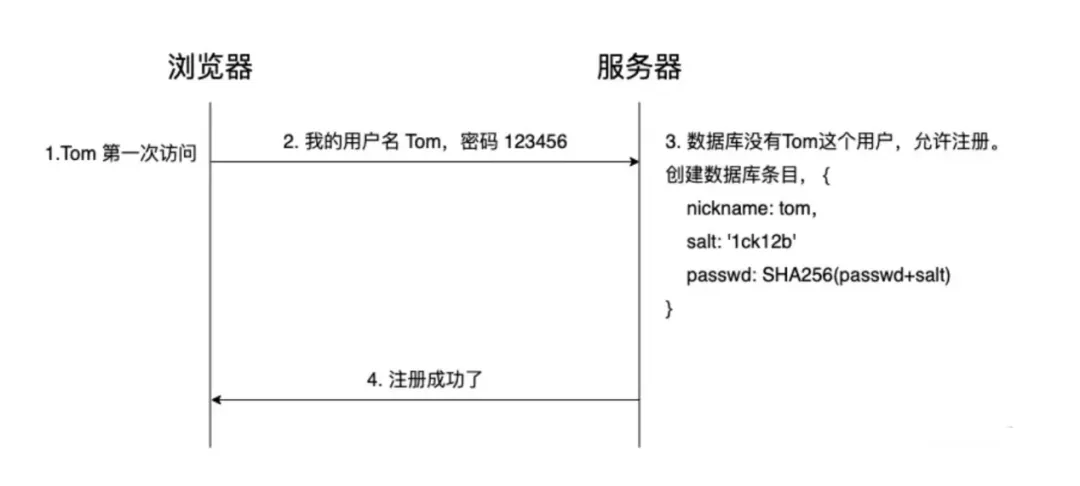 浏览器
服务器
1.Tom 第一次访问
2. 我的用户名 Tom，密码 123456
3. 数据库没有Tom这个用户，允许注册。
创建数据库条目， {
nickname: tom,
salt: '1ck12b'
passwd: SHA256(passwd+salt)
}
4. 注册成功了